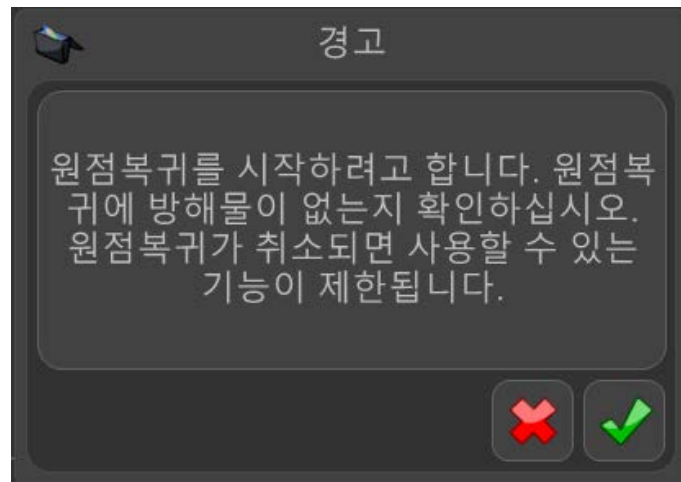 경고
원점복귀를 시작하려고 합니다. 원점복
귀에 방해물이 없는지 확인하십시오.
원점복귀가 취소되면 사용할 수 있는
기능이 제한됩니다.